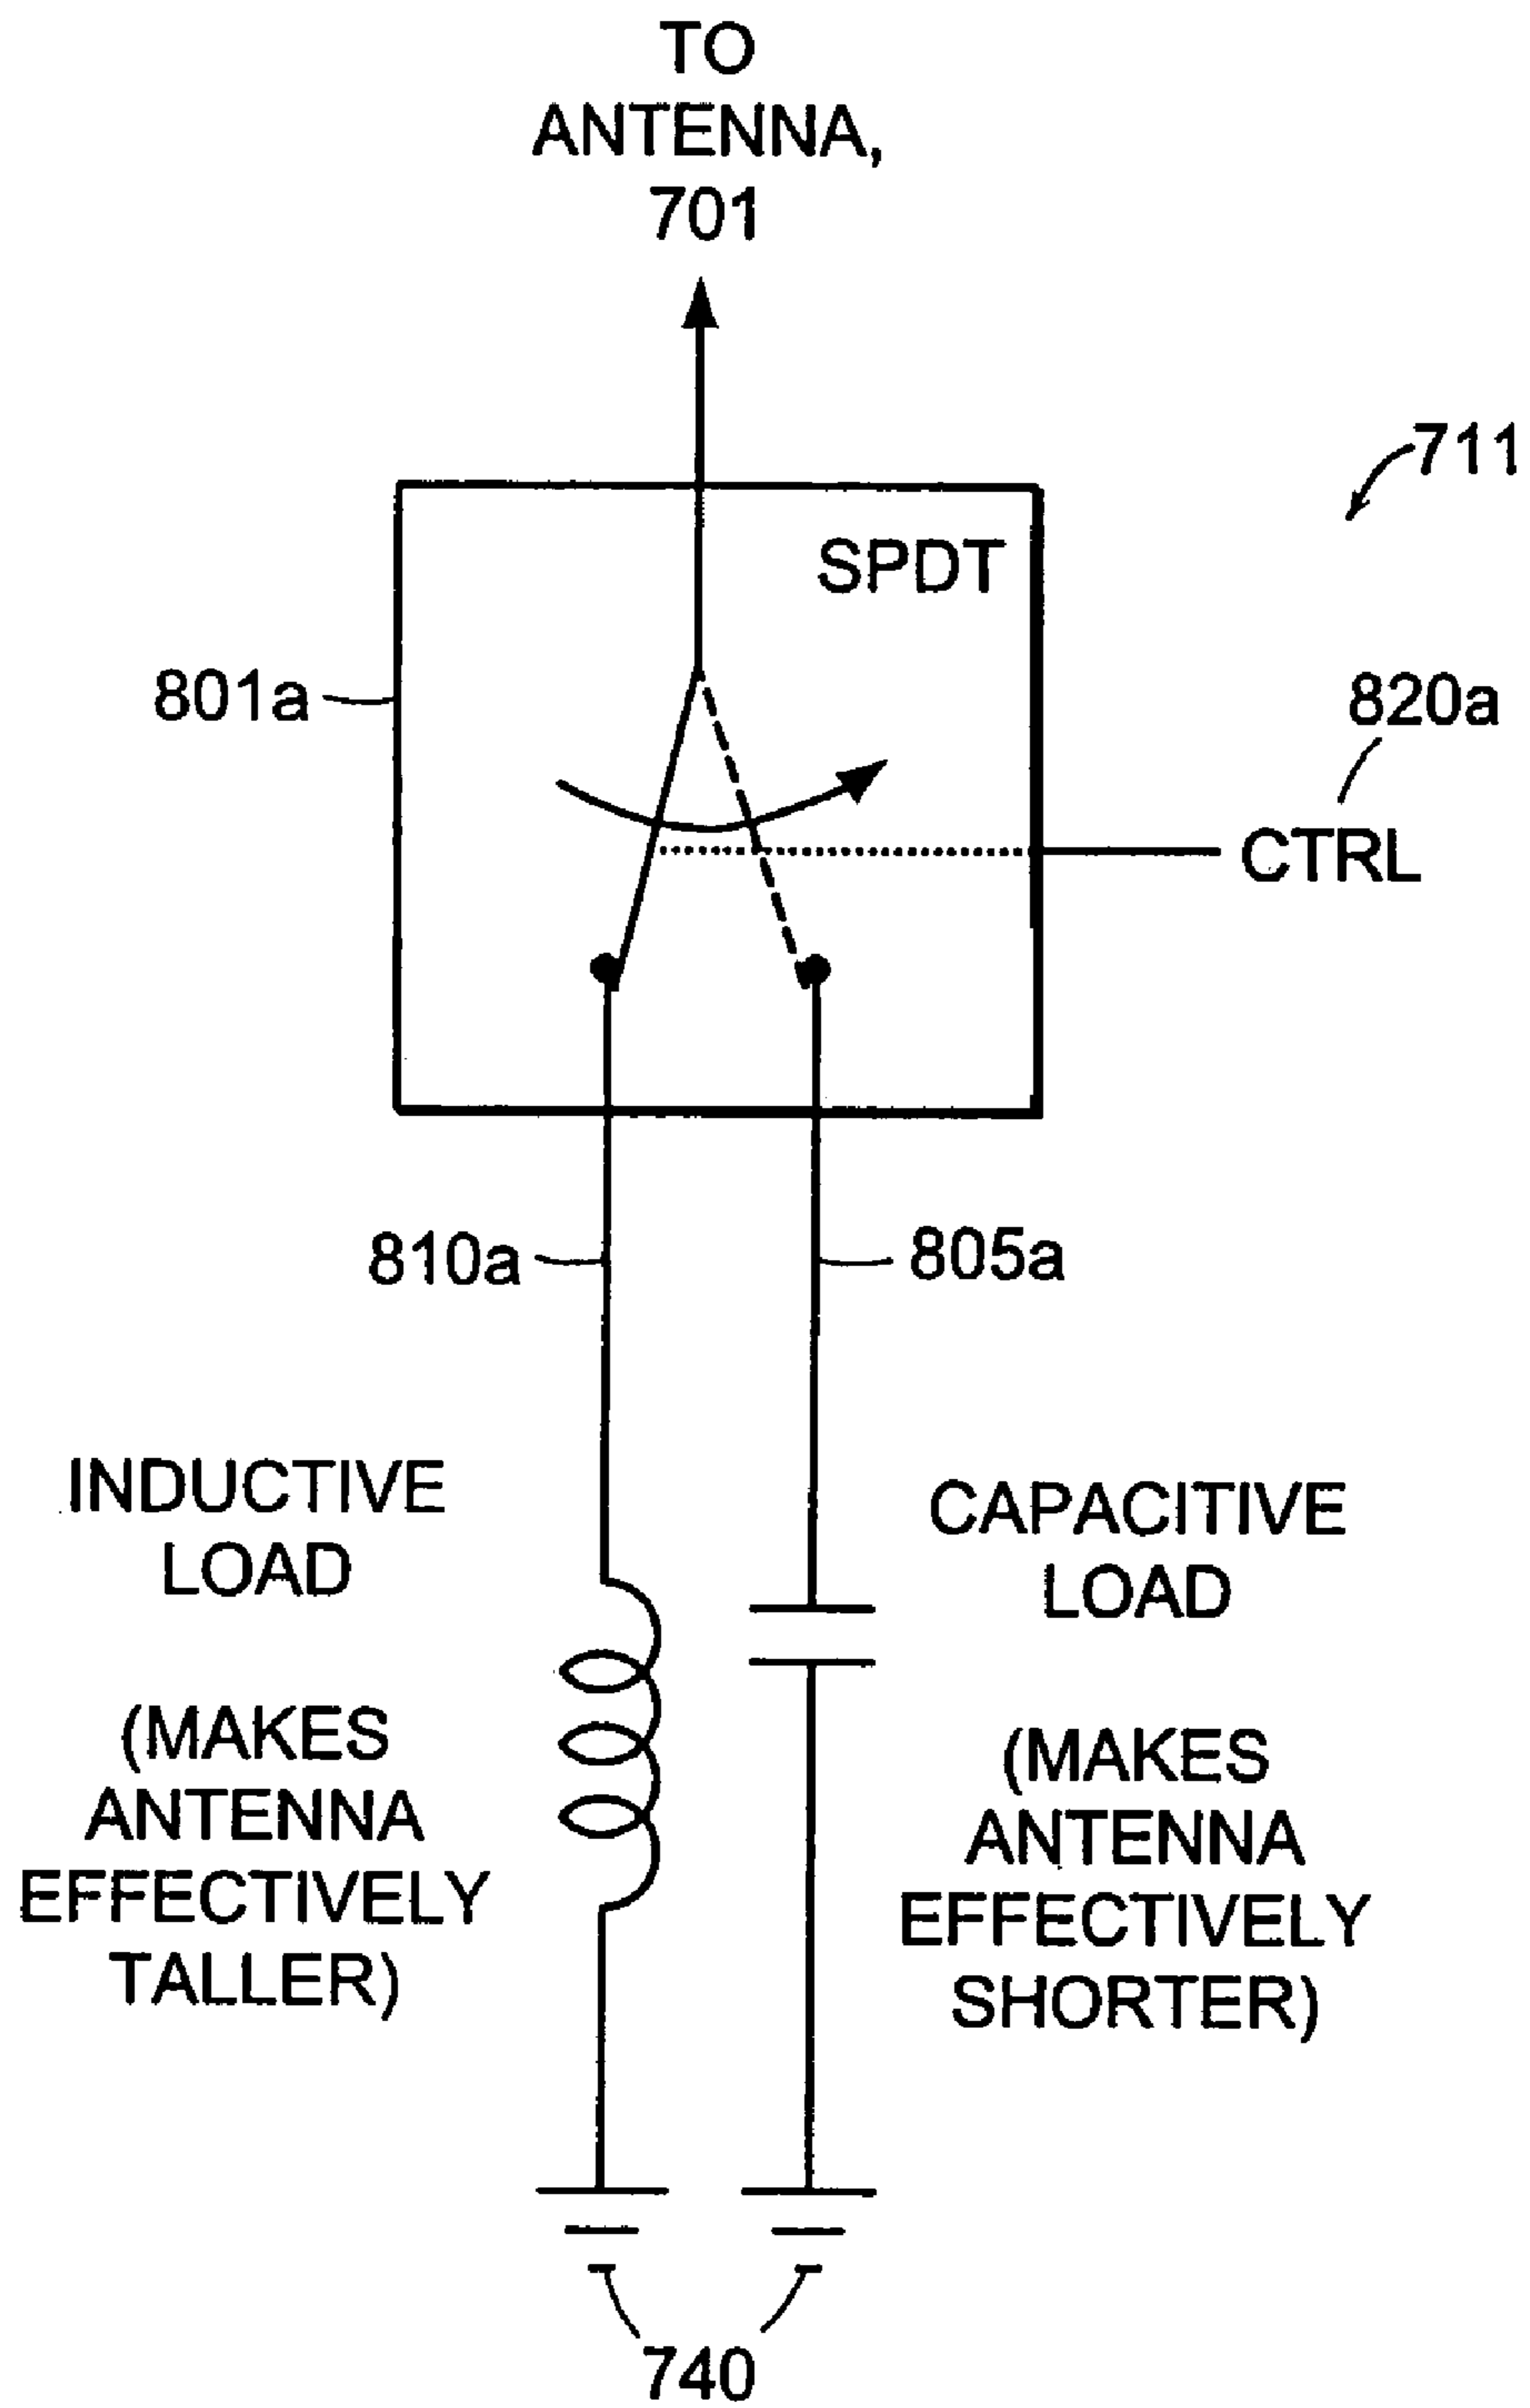 TO
ANTENNA,
701
711
SPDT
801a
820a
CTRL
810a
805a
INDUCTIVE
LOAD
(MAKES
ANTENNA
EFFECTIVELY
TALLER)
CAPACITIVE
LOAD
(MAKES
ANTENNA
EFFECTIVELY
SHORTER)
740